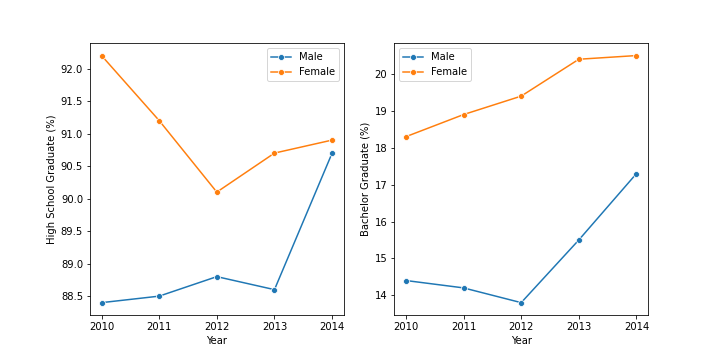 High School Graduate (%)
92.0
91.5
91.0
90.5
90.0
89.5
89.0
88.5
Male
Female
2010 2011 2012 2013 2014
Year
Bachelor Graduate (%)
20
19
18
17
16
15
14
Male
Female
2010 2011 2012 2013 2014
Year